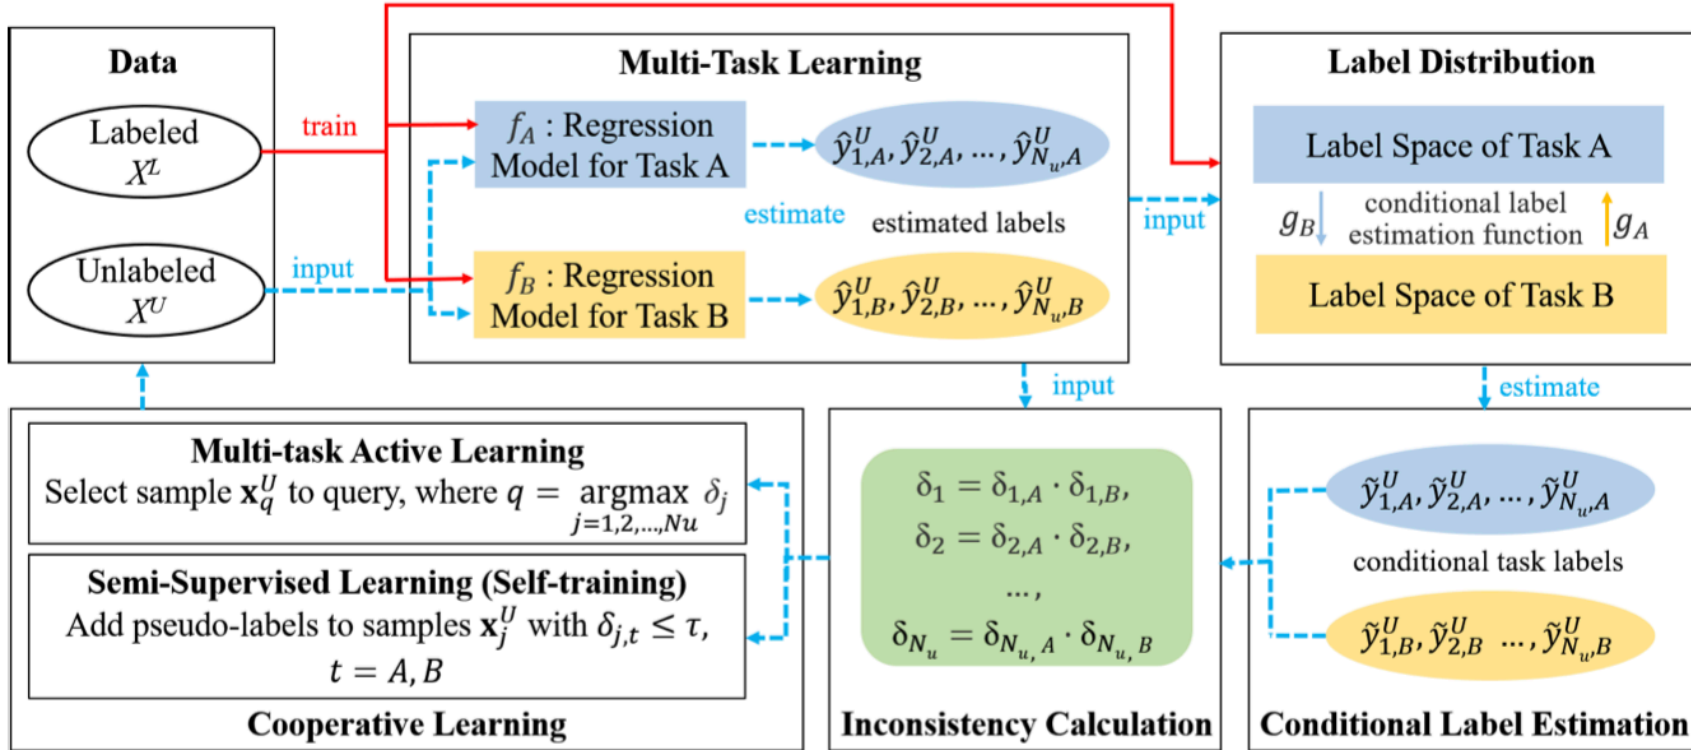 Data
Labeled
X^L
Unlabeled
X^U
train
input
Multi-Task Learning
f_A : Regression
Model for Task A
ŷ^U_{1,A}, ŷ^U_{2,A}, ..., ŷ^U_{N_u,A}
estimate
estimated labels
f_B : Regression
Model for Task B
ŷ^U_{1,B}, ŷ^U_{2,B}, ..., ŷ^U_{N_u,B}
input
Label Distribution
Label Space of Task A
g_B
conditional label
estimation function
g_A
Label Space of Task B
input
estimate
Multi-task Active Learning
Select sample x^U_q to query, where q = argmax δ_j
j=1,2,...,Nu
Semi-Supervised Learning (Self-training)
Add pseudo-labels to samples x^U_j with δ_{j,t} ≤ τ,
t = A, B
Cooperative Learning
δ_1 = δ_{1,A} · δ_{1,B},
δ_2 = δ_{2,A} · δ_{2,B},
...,
δ_{N_u} = δ_{N_u, A} · δ_{N_u, B}
Inconsistency Calculation
ỹ^U_{1,A}, ỹ^U_{2,A}, ..., ỹ^U_{N_u,A}
conditional task labels
ỹ^U_{1,B}, ỹ^U_{2,B} ..., ỹ^U_{N_u,B}
Conditional Label Estimation